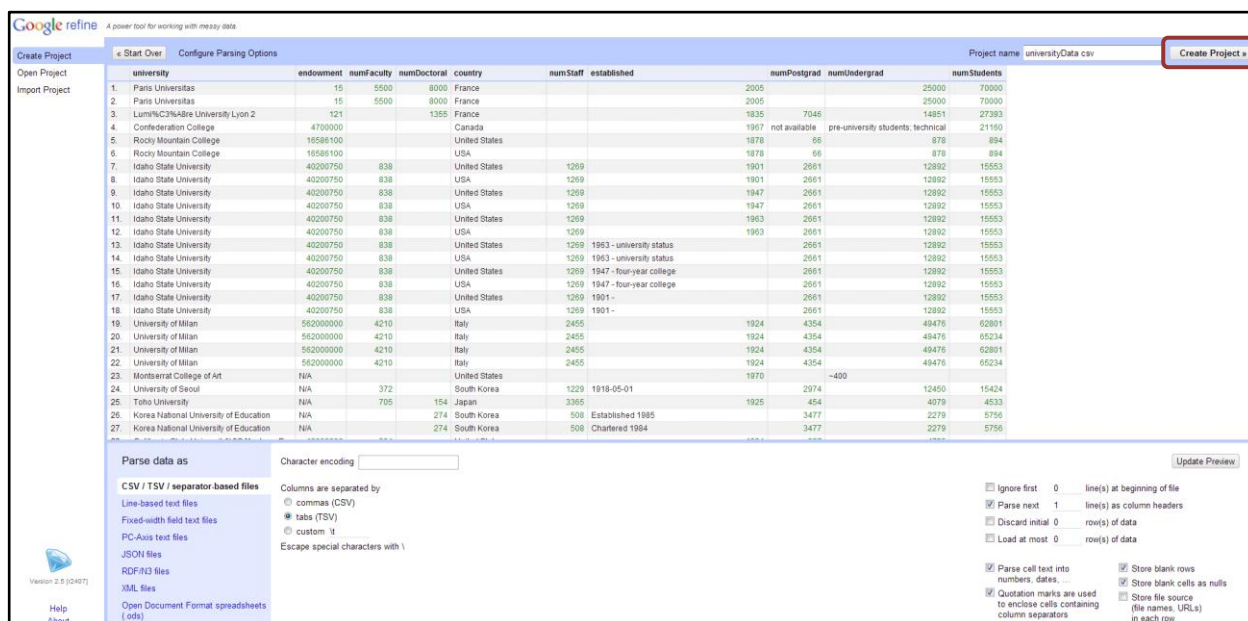 Google refine A power tool for working with messy data.
Create Project
Open Project
Import Project
« Start Over Configure Parsing Options Project name universityData csv Create Project »
university endowment numFaculty numDoctoral country numStaff established numPostgrad numUndergrad numStudents
1. Paris Universitas 15 5500 8000 France 2005 25000 70000
2. Paris Universitas 15 5500 8000 France 2005 25000 70000
3. Lumi%C3%A8re University Lyon 2 121 1355 France 1835 7046 14851 27393
4. Confederation College 4700000 Canada 1967 not available pre-university students; technical 21160
5. Rocky Mountain College 16586100 United States 1878 66 878 894
6. Rocky Mountain College 16586100 USA 1878 66 878 894
7. Idaho State University 40200750 838 United States 1269 1901 2661 12892 15553
8. Idaho State University 40200750 838 USA 1269 1901 2661 12892 15553
9. Idaho State University 40200750 838 United States 1269 1947 2661 12892 15553
10. Idaho State University 40200750 838 USA 1269 1947 2661 12892 15553
11. Idaho State University 40200750 838 United States 1269 1963 2661 12892 15553
12. Idaho State University 40200750 838 USA 1269 1963 2661 12892 15553
13. Idaho State University 40200750 838 United States 1269 1963 - university status 2661 12892 15553
14. Idaho State University 40200750 838 USA 1269 1963 - university status 2661 12892 15553
15. Idaho State University 40200750 838 United States 1269 1947 - four-year college 2661 12892 15553
16. Idaho State University 40200750 838 USA 1269 1947 - four-year college 2661 12892 15553
17. Idaho State University 40200750 838 United States 1269 1901 - 2661 12892 15553
18. Idaho State University 40200750 838 USA 1269 1901 - 2661 12892 15553
19. University of Milan 562000000 4210 Italy 2455 1924 4354 49476 62801
20. University of Milan 562000000 4210 Italy 2455 1924 4354 49476 65234
21. University of Milan 562000000 4210 Italy 2455 1924 4354 49476 62801
22. University of Milan 562000000 4210 Italy 2455 1924 4354 49476 65234
23. Montserrat College of Art N/A United States 1970 ~400
24. University of Seoul N/A 372 South Korea 1229 1918-05-01 2974 12450 15424
25. Toho University N/A 705 154 Japan 3365 1925 454 4079 4533
26. Korea National University of Education N/A 274 South Korea 508 Established 1985 3477 2279 5756
27. Korea National University of Education N/A 274 South Korea 508 Chartered 1984 3477 2279 5756
Parse data as
CSV / TSV / separator-based files
Line-based text files
Fixed-width field text files
PC-Axis text files
JSON files
RDF/N3 files
XML files
Open Document Format spreadsheets
(.ods)
Character encoding
Columns are separated by
commas (CSV)
tabs (TSV)
custom \t
Escape special characters with \
Update Preview
Ignore first 0 line(s) at beginning of file
Parse next 1 line(s) as column headers
Discard initial 0 row(s) of data
Load at most 0 row(s) of data
Parse cell text into
numbers, dates, ...
Quotation marks are used
to enclose cells containing
column separators
Store blank rows
Store blank cells as nulls
Store file source
(file names, URLs)
in each row
Version 2.5 [r2407]
Help
About